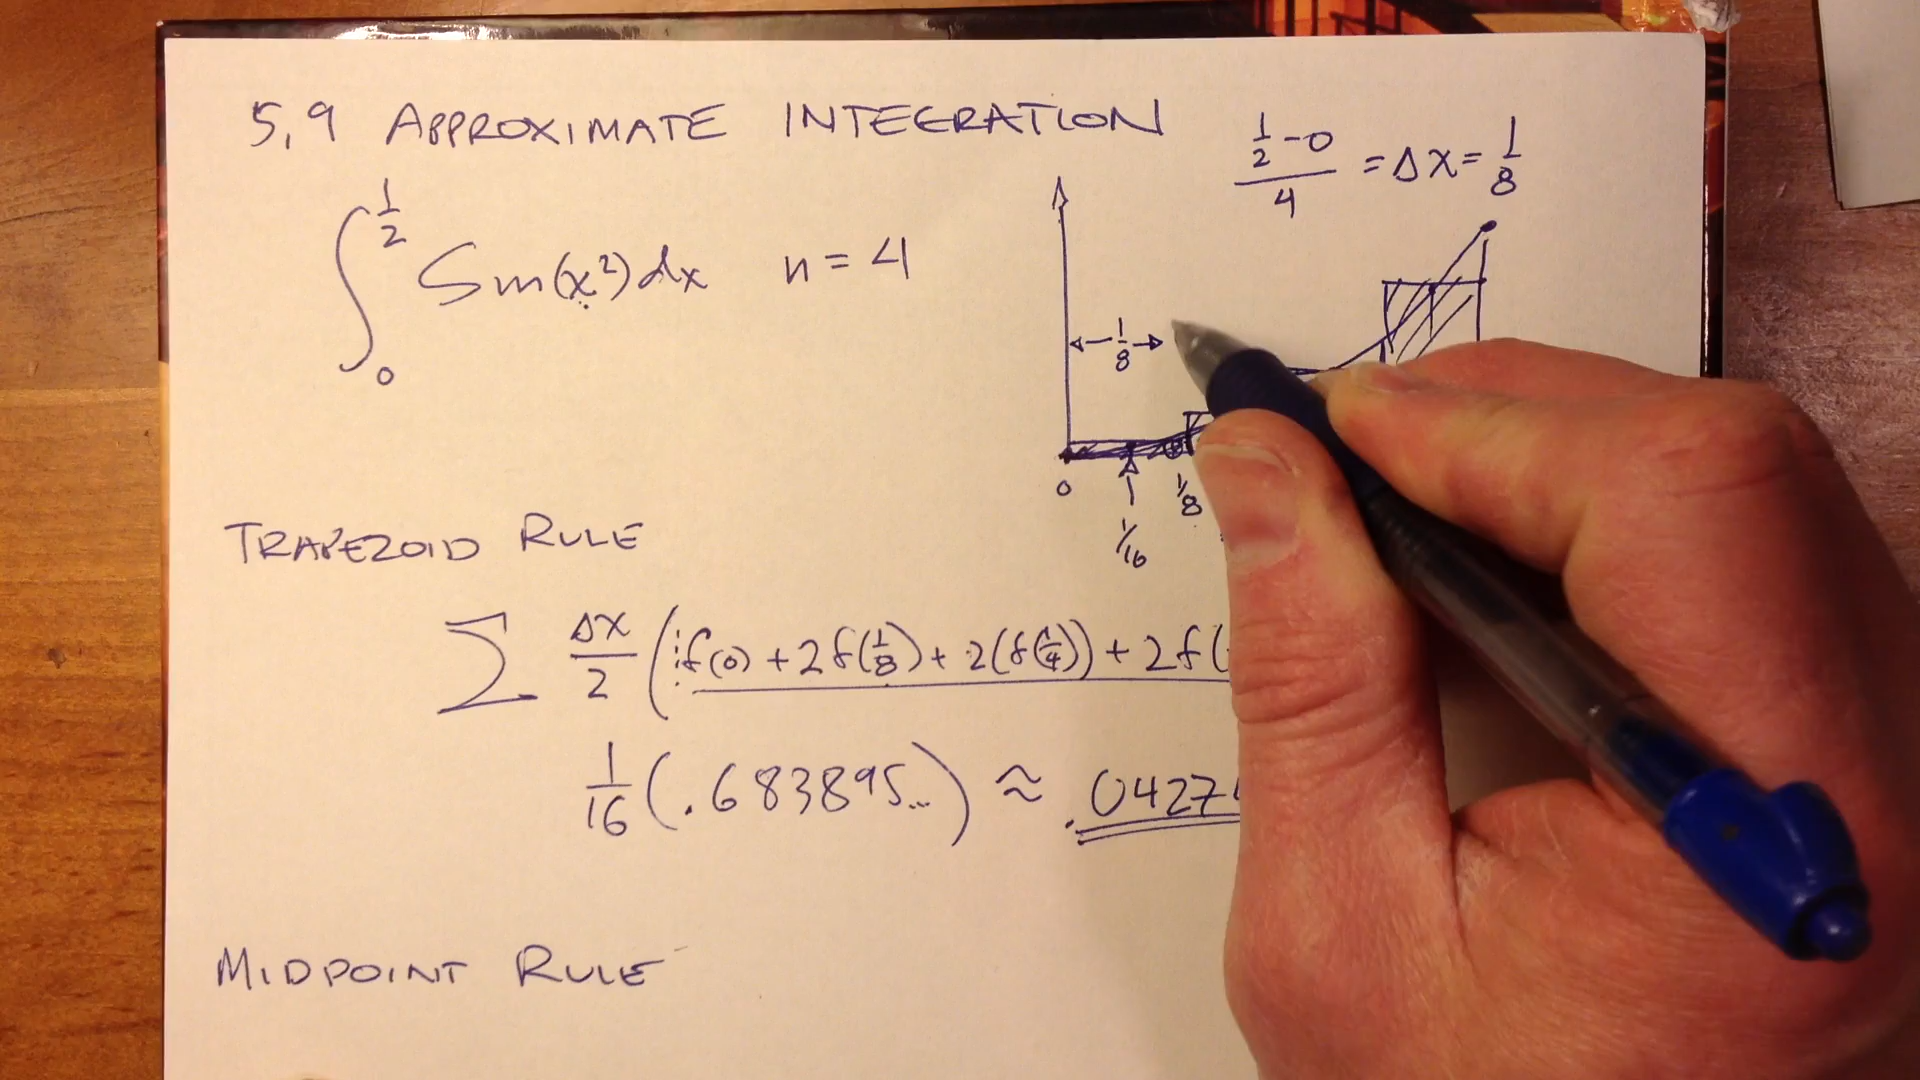 5.9 APPROXIMATE INTEGRATION
(1/2 - 0)/4 = Δx = 1/8
∫₀^(1/2) Sin(x²)dx n = 4
1/8
0 1/8
1/16
TRAPEZOID RULE
Σ Δx/2 (f(0) + 2f(1/8) + 2(f(1/4)) + 2f(
1/16 (.683895...) ≈ .0427
MIDPOINT RULE